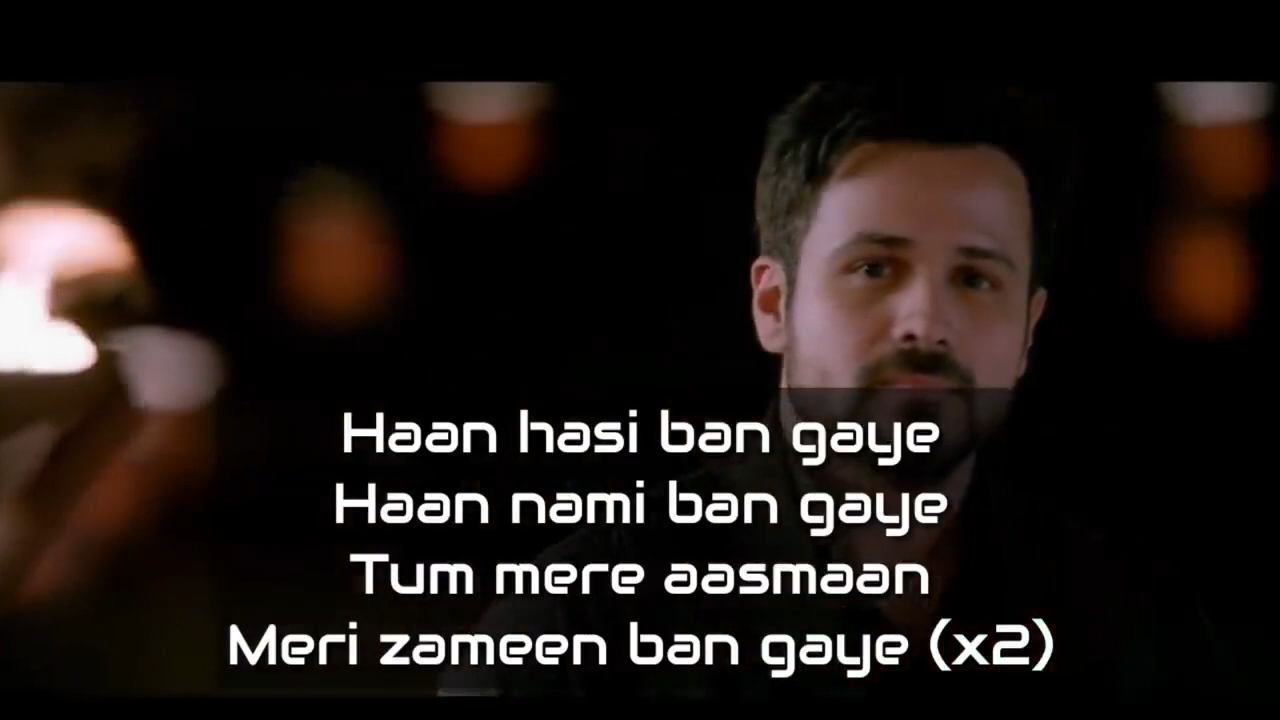 Haan hasi ban gaye
Haan nami ban gaye
Tum mere aasmaan
Meri zameen ban gaye (x2)